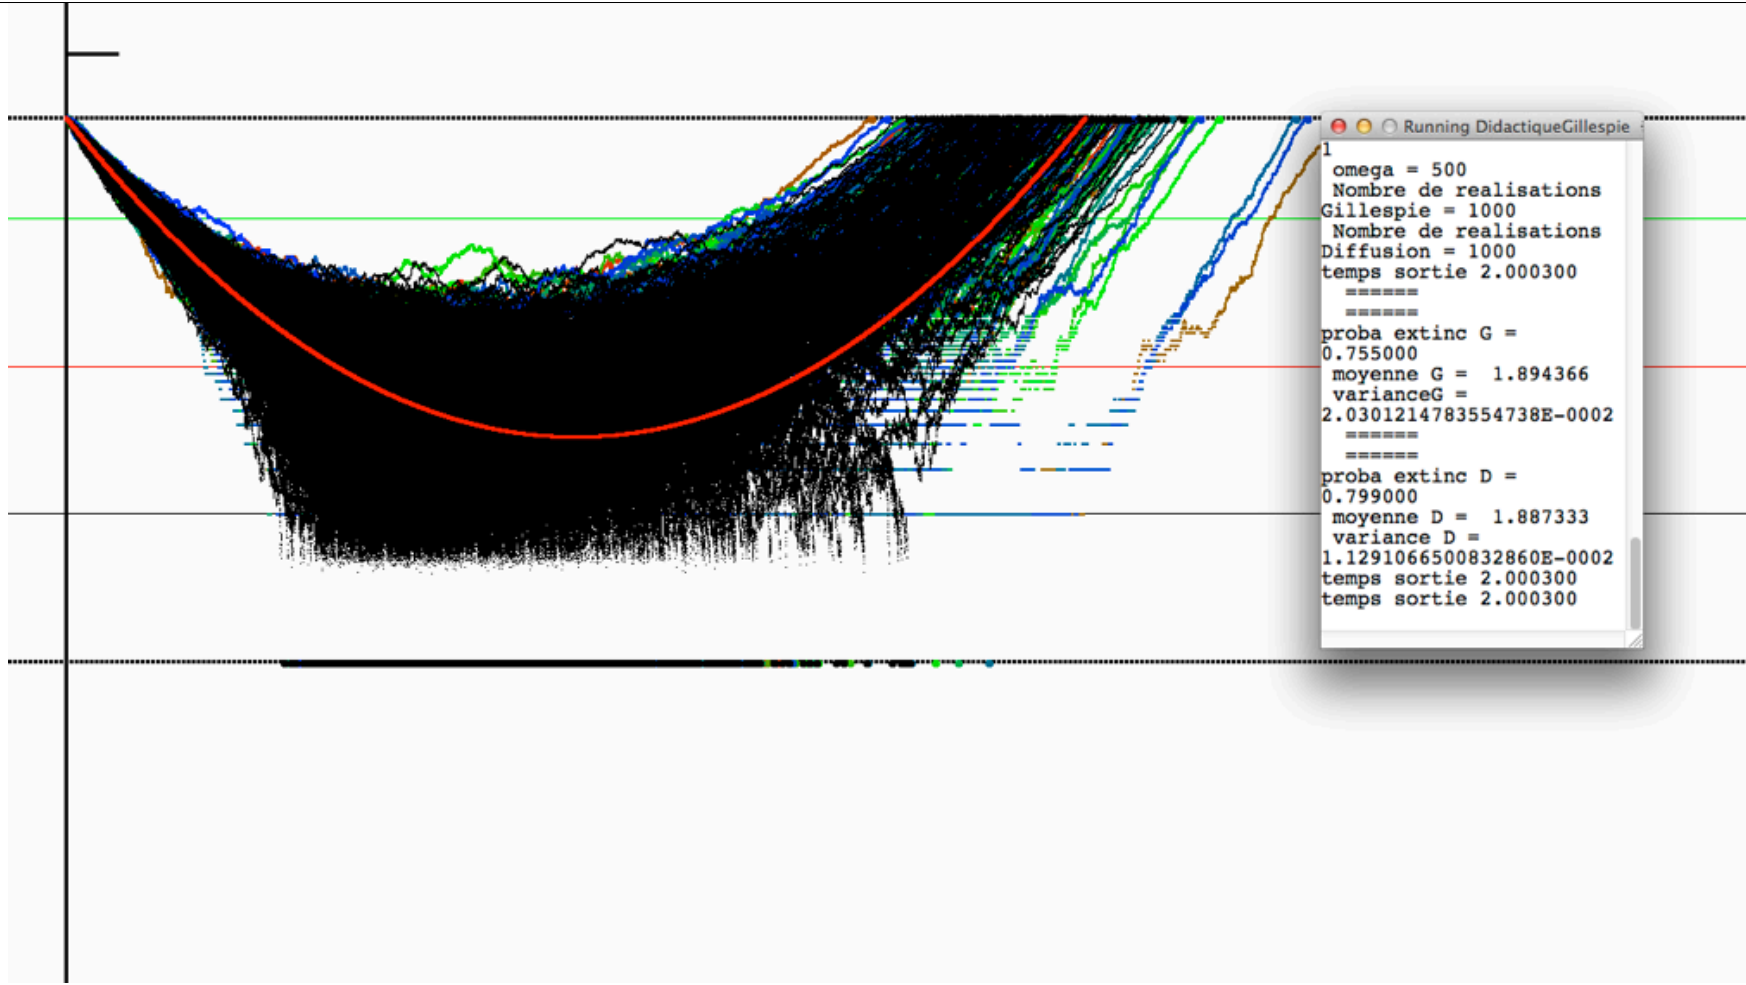 Running DidactiqueGillespie
1
omega = 500
Nombre de realisations
Gillespie = 1000
Nombre de realisations
Diffusion = 1000
temps sortie 2.000300
======
======
proba extinc G =
0.755000
moyenne G =  1.894366
varianceG =
2.0301214783554738E-0002
======
======
proba extinc D =
0.799000
moyenne D =  1.887333
variance D =
1.1291066500832860E-0002
temps sortie 2.000300
temps sortie 2.000300